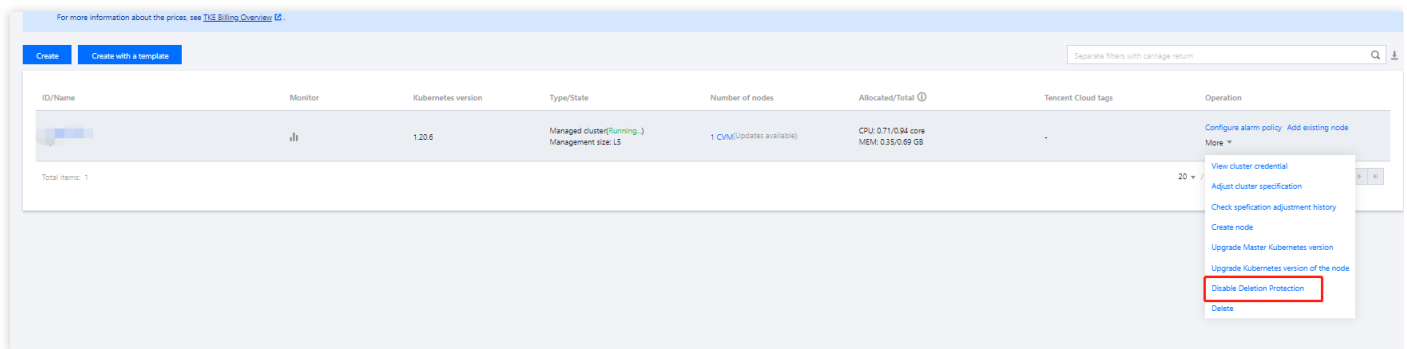 For more information about the prices, see TKE Billing Overview .
Create
Create with a template
Separate filters with carriage return
ID/Name
Monitor
Kubernetes version
Type/State
Number of nodes
Allocated/Total
Tencent Cloud tags
Operation
1.20.6
Managed cluster(Running...)
Management size: L5
1 CVM(Updates available)
CPU: 0.71/0.94 core
MEM: 0.35/0.69 GB
-
Configure alarm policy Add existing node
More
Total items: 1
20 /
View cluster credential
Adjust cluster specification
Check spefication adjustment history
Create node
Upgrade Master Kubernetes version
Upgrade Kubernetes version of the node
Disable Deletion Protection
Delete